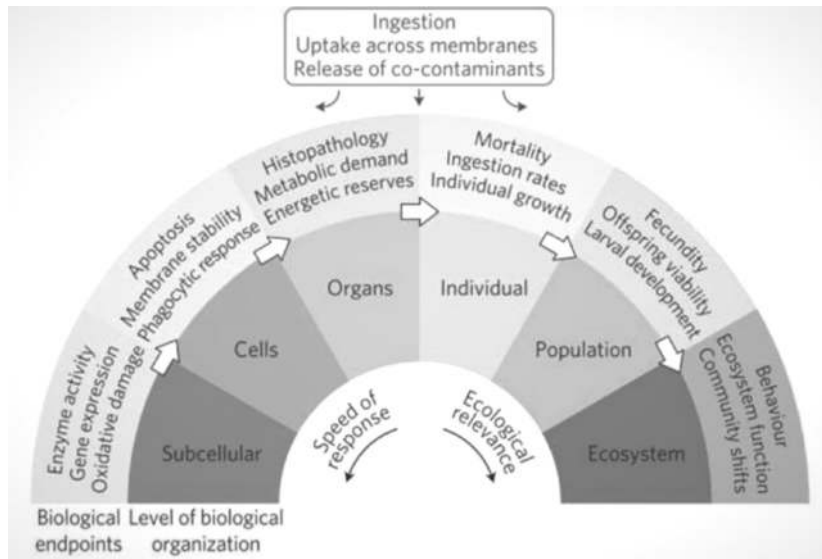 Ingestion
Uptake across membranes
Release of co-contaminants
Enzyme activity
Gene expression
Oxidative damage
Apoptosis
Membrane stability
Phagocytic response
Histopathology
Metabolic demand
Energetic reserves
Mortality
Ingestion rates
Individual growth
Fecundity
Offspring viability
Larval development
Behaviour
Ecosystem function
Community shifts
Subcellular
Cells
Organs
Individual
Population
Ecosystem
Speed of
response
Ecological
relevance
Biological
endpoints
Level of biological
organization